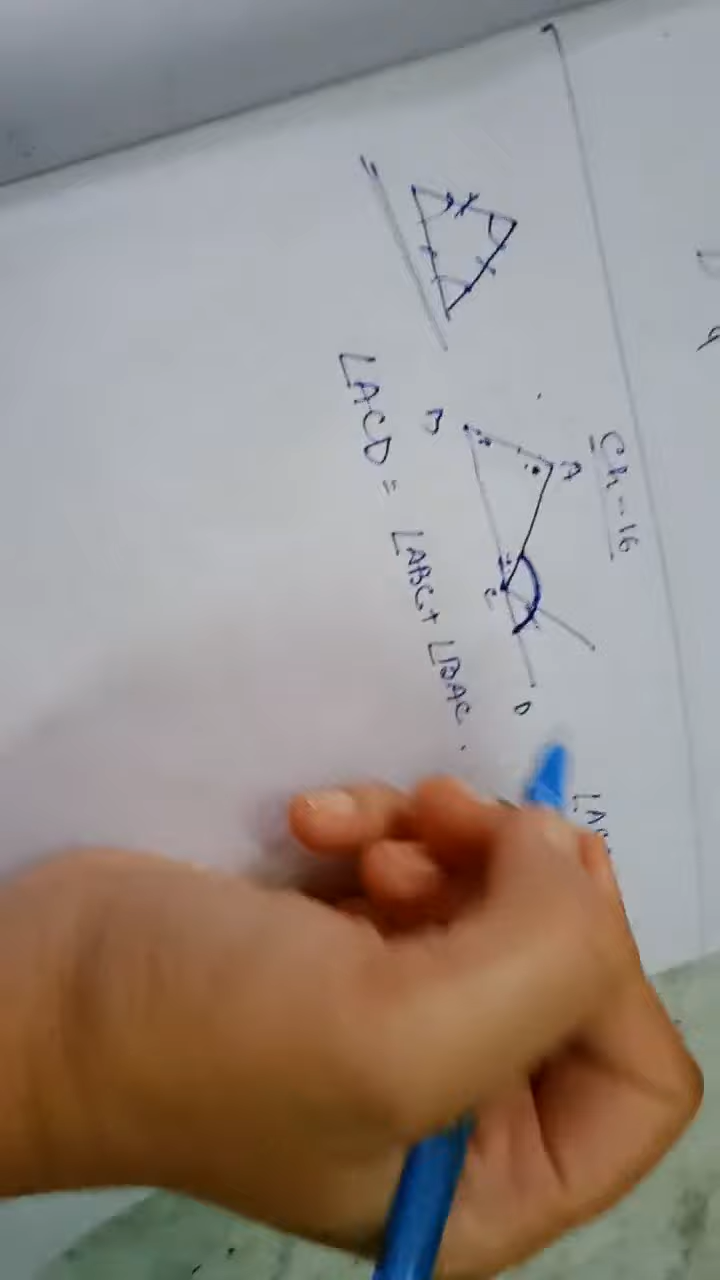 Ch-16
A
B
C
D
∠ACD = ∠ABC + ∠BAC.